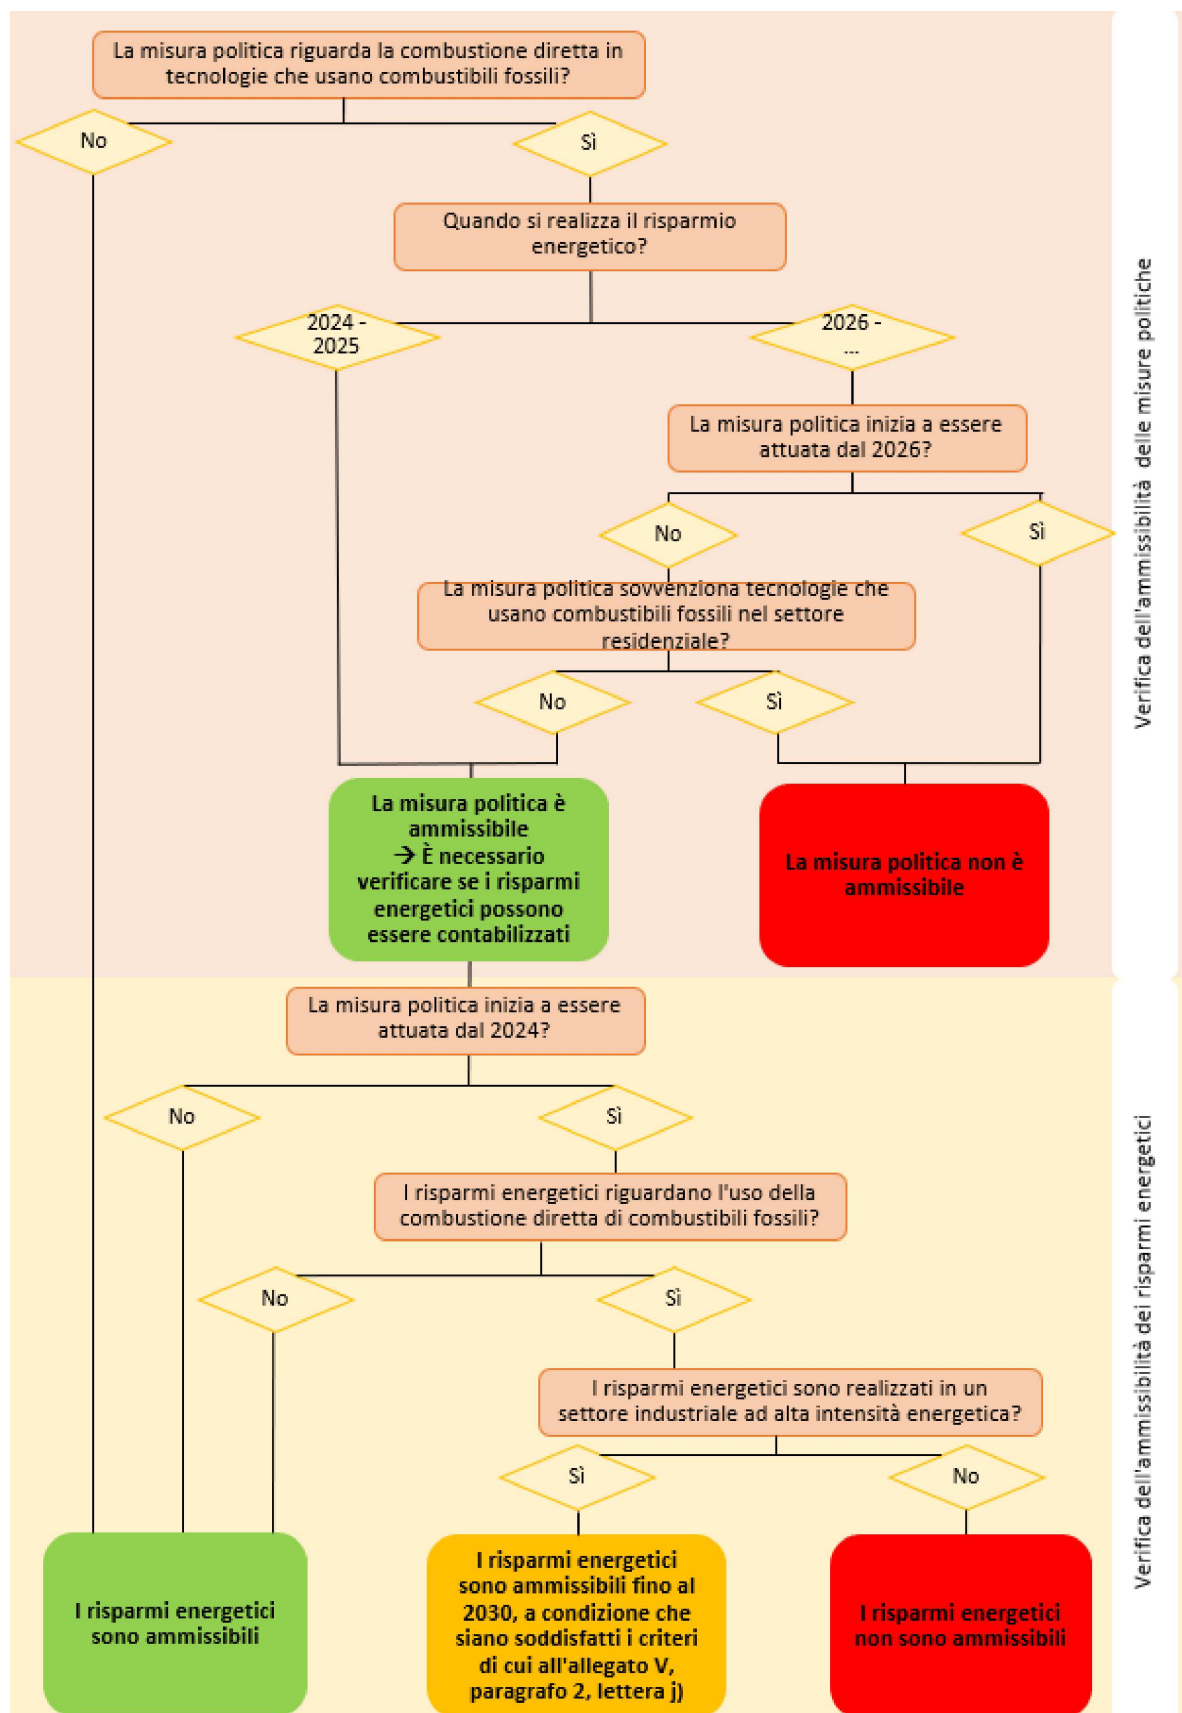 La misura politica riguarda la combustione diretta in
tecnologie che usano combustibili fossili?
No
Sì
Quando si realizza il risparmio
energetico?
2024 -
2025
2026 -
...
La misura politica inizia a essere
attuata dal 2026?
No
Sì
La misura politica sovvenziona tecnologie che
usano combustibili fossili nel settore
residenziale?
No
Sì
La misura politica è
ammissibile
→ È necessario
verificare se i risparmi
energetici possono
essere contabilizzati
La misura politica non è
ammissibile
Verifica dell'ammissibilità delle misure politiche
La misura politica inizia a essere
attuata dal 2024?
No
Sì
I risparmi energetici riguardano l'uso della
combustione diretta di combustibili fossili?
No
Sì
I risparmi energetici sono realizzati in un
settore industriale ad alta intensità energetica?
Sì
No
I risparmi energetici
sono ammissibili
I risparmi energetici
sono ammissibili fino al
2030, a condizione che
siano soddisfatti i criteri
di cui all'allegato V,
paragrafo 2, lettera j)
I risparmi energetici
non sono ammissibili
Verifica dell'ammissibilità dei risparmi energetici